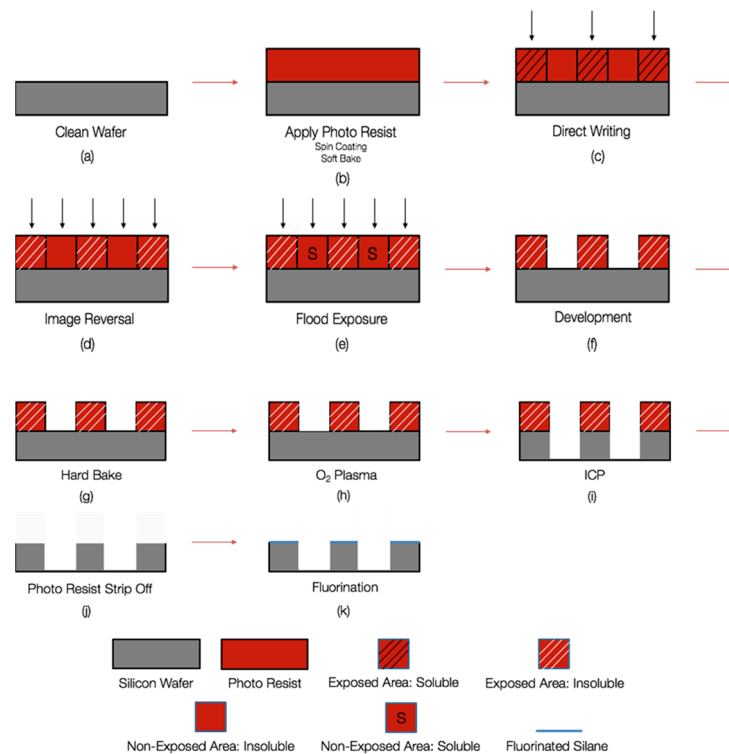 Clean Wafer
(a)
Apply Photo Resist
Spin Coating
Soft Bake
(b)
Direct Writing
(c)
Image Reversal
(d)
S
S
Flood Exposure
(e)
Development
(f)
Hard Bake
(g)
O₂ Plasma
(h)
ICP
(i)
Photo Resist Strip Off
(j)
Fluorination
(k)
Silicon Wafer
Photo Resist
Exposed Area: Soluble
Exposed Area: Insoluble
Non-Exposed Area: Insoluble
S
Non-Exposed Area: Soluble
Fluorinated Silane